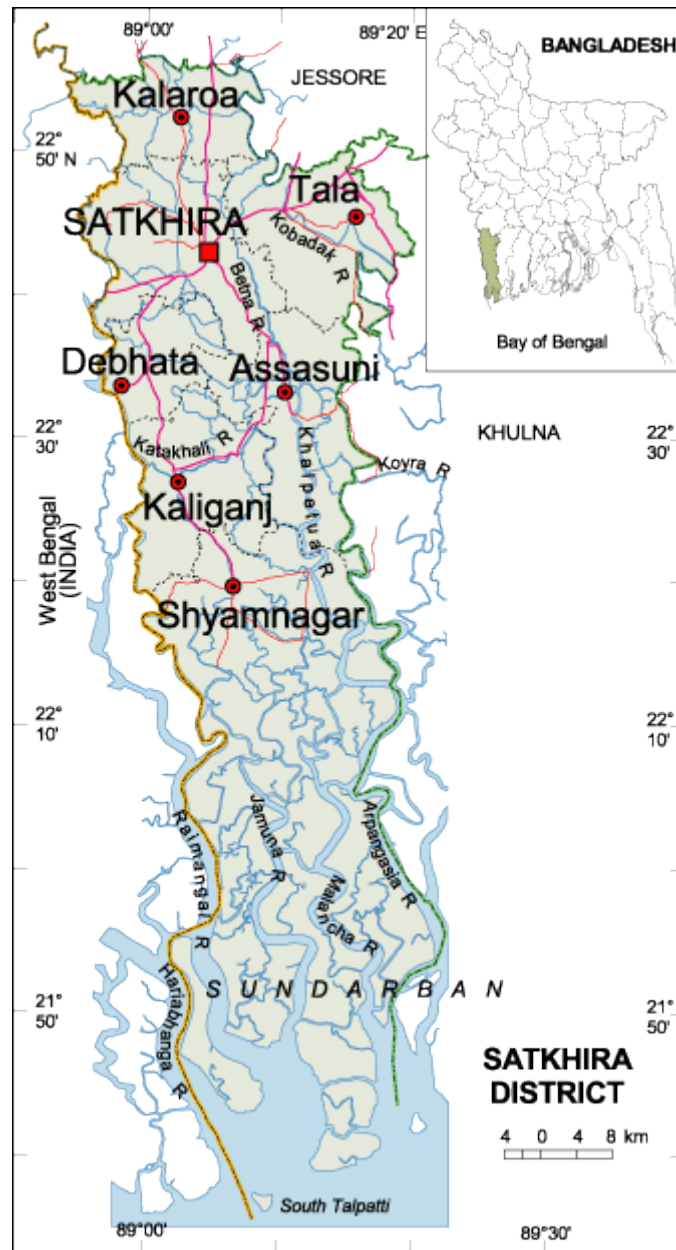 89°00'
89°20' E
BANGLADESH
JESSORE
Kalaroa
22°
50' N
Tala
SATKHIRA
Kobadak R
Betna R
Bay of Bengal
Debhata
Assasuni
22°
30'
KHULNA
22°
30'
Katakhali R
Kholpetua R
Koyra R
Kaliganj
West Bengal
(INDIA)
Shyamnagar
22°
10'
22°
10'
Raimangal R
Jamuna R
Malancha R
Arpangasia R
Hariabhanga R
SUNDARBAN
21°
50'
21°
50'
SATKHIRA
DISTRICT
4 0 4 8 km
South Talpatti
89°00'
89°30'